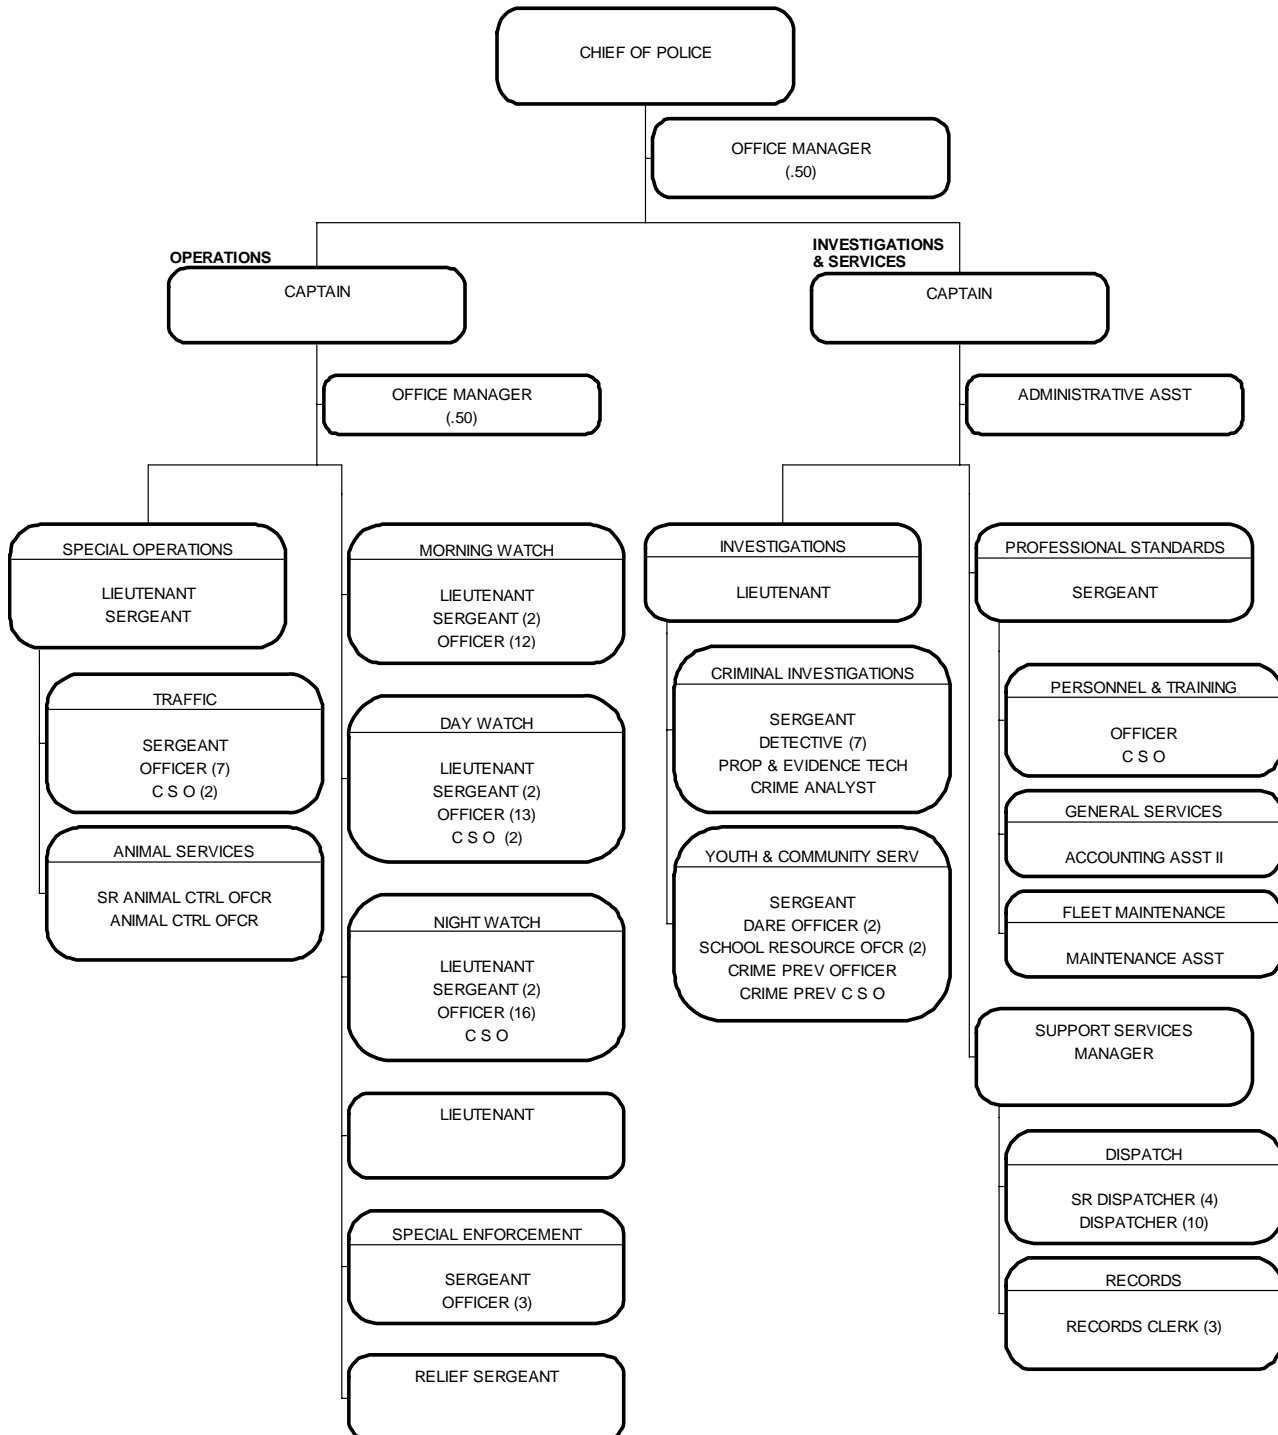 CHIEF OF POLICE
OFFICE MANAGER
(.50)
OPERATIONS
CAPTAIN
INVESTIGATIONS
& SERVICES
CAPTAIN
OFFICE MANAGER
(.50)
ADMINISTRATIVE ASST
SPECIAL OPERATIONS
LIEUTENANT
SERGEANT
TRAFFIC
SERGEANT
OFFICER (7)
C S O (2)
ANIMAL SERVICES
SR ANIMAL CTRL OFCR
ANIMAL CTRL OFCR
MORNING WATCH
LIEUTENANT
SERGEANT (2)
OFFICER (12)
DAY WATCH
LIEUTENANT
SERGEANT (2)
OFFICER (13)
C S O (2)
NIGHT WATCH
LIEUTENANT
SERGEANT (2)
OFFICER (16)
C S O
LIEUTENANT
SPECIAL ENFORCEMENT
SERGEANT
OFFICER (3)
RELIEF SERGEANT
INVESTIGATIONS
LIEUTENANT
CRIMINAL INVESTIGATIONS
SERGEANT
DETECTIVE (7)
PROP & EVIDENCE TECH
CRIME ANALYST
YOUTH & COMMUNITY SERV
SERGEANT
DARE OFFICER (2)
SCHOOL RESOURCE OFCR (2)
CRIME PREV OFFICER
CRIME PREV C S O
PROFESSIONAL STANDARDS
SERGEANT
PERSONNEL & TRAINING
OFFICER
C S O
GENERAL SERVICES
ACCOUNTING ASST II
FLEET MAINTENANCE
MAINTENANCE ASST
SUPPORT SERVICES
MANAGER
DISPATCH
SR DISPATCHER (4)
DISPATCHER (10)
RECORDS
RECORDS CLERK (3)